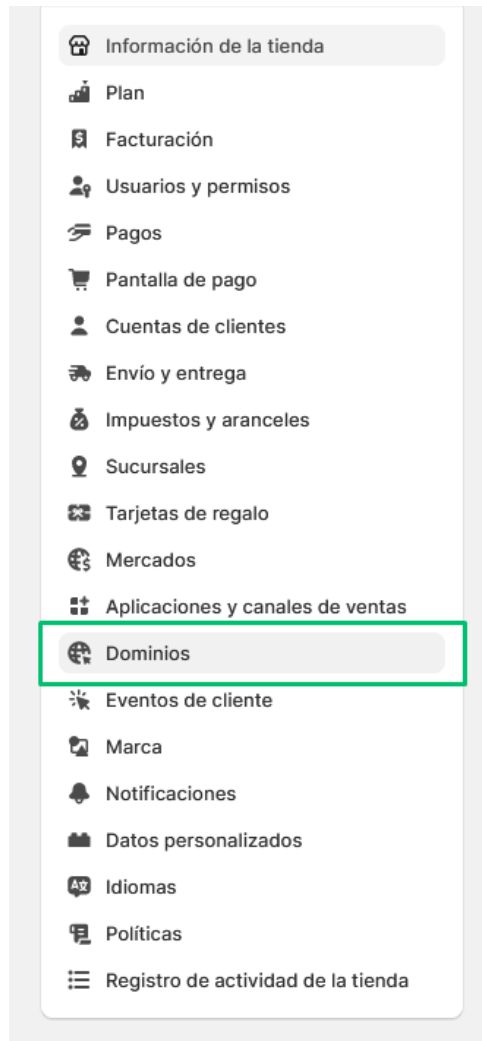 Información de la tienda
Plan
Facturación
Usuarios y permisos
Pagos
Pantalla de pago
Cuentas de clientes
Envío y entrega
Impuestos y aranceles
Sucursales
Tarjetas de regalo
Mercados
Aplicaciones y canales de ventas
Dominios
Eventos de cliente
Marca
Notificaciones
Datos personalizados
Idiomas
Políticas
Registro de actividad de la tienda